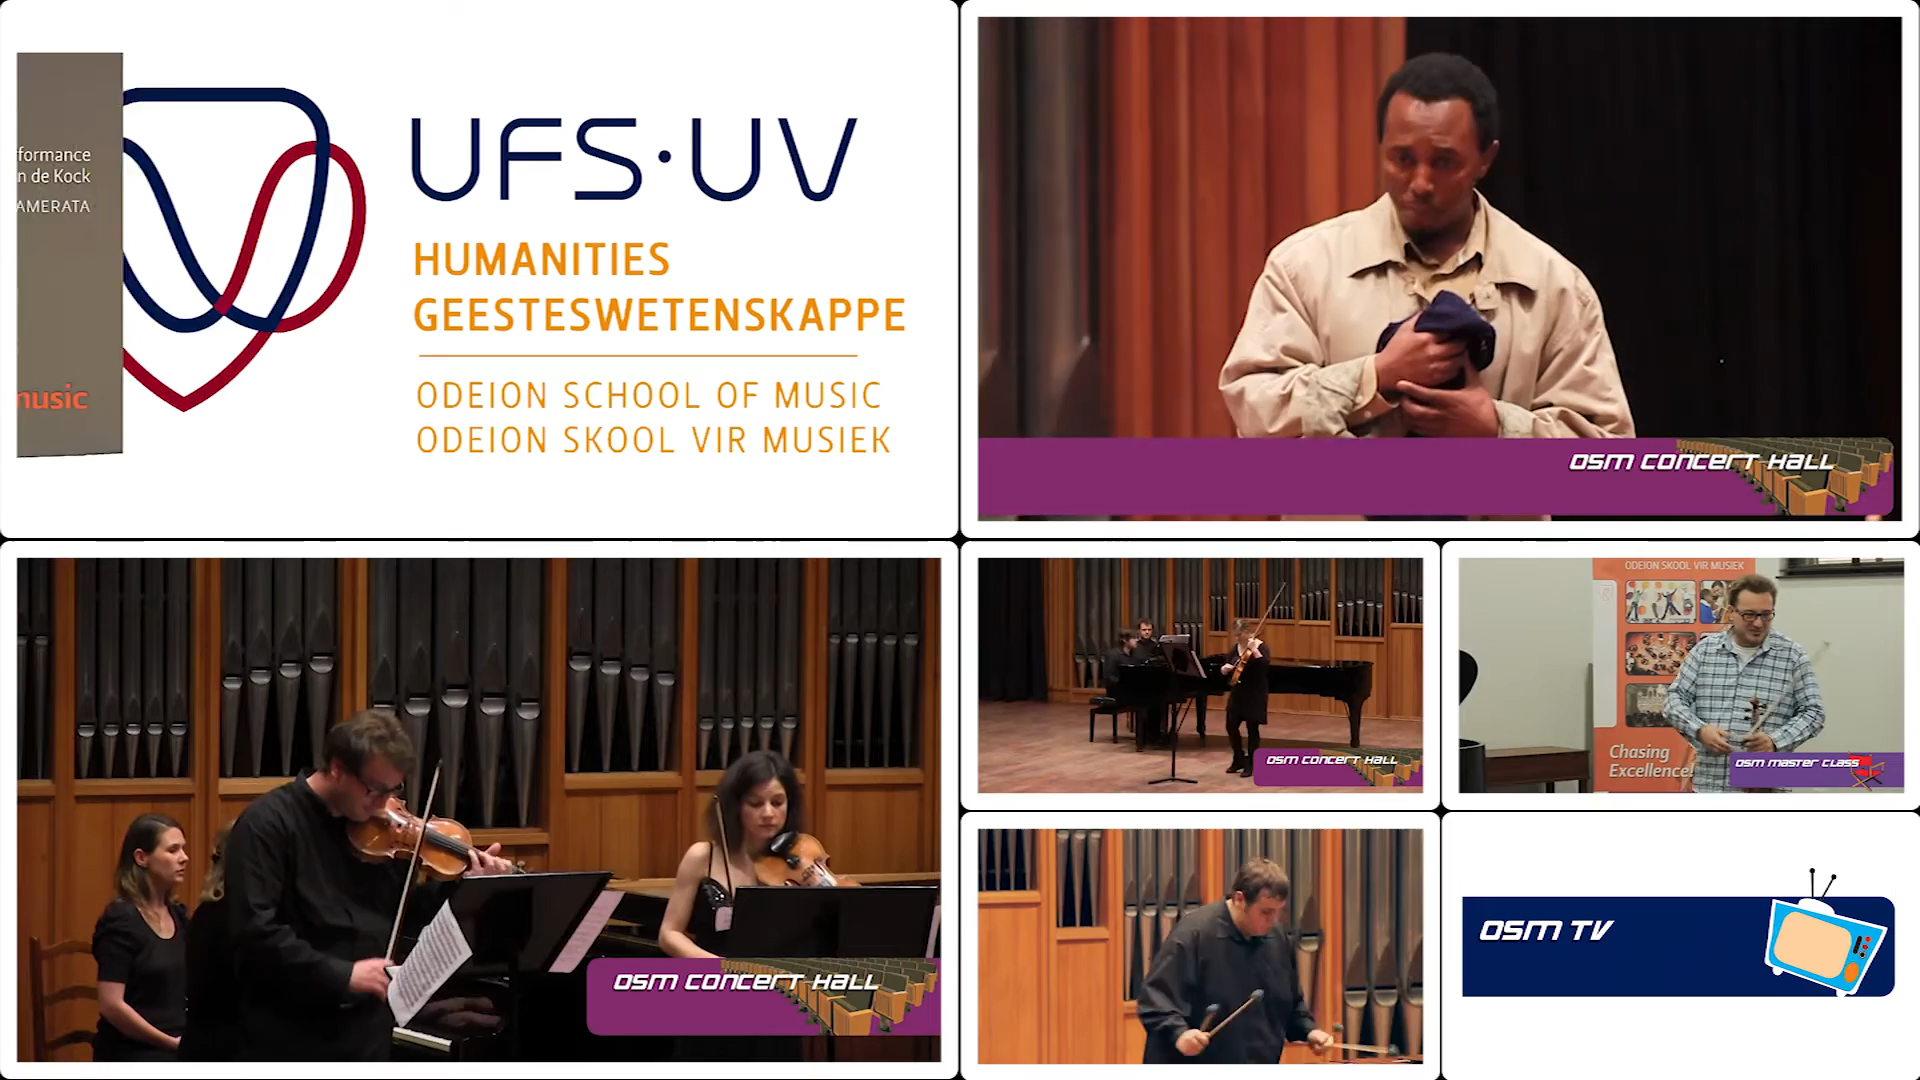 formance
n de Kock
AMERATA
music
UFS·UV
HUMANITIES
GEESTESWETENSKAPPE
ODEION SCHOOL OF MUSIC
ODEION SKOOL VIR MUSIEK
OSM CONCERT HALL
OSM CONCERT HALL
OSM CONCERT HALL
ODEION SKOOL VIR MUSIEK
Chasing
Excellence!
OSM MASTER CLASS
OSM TV